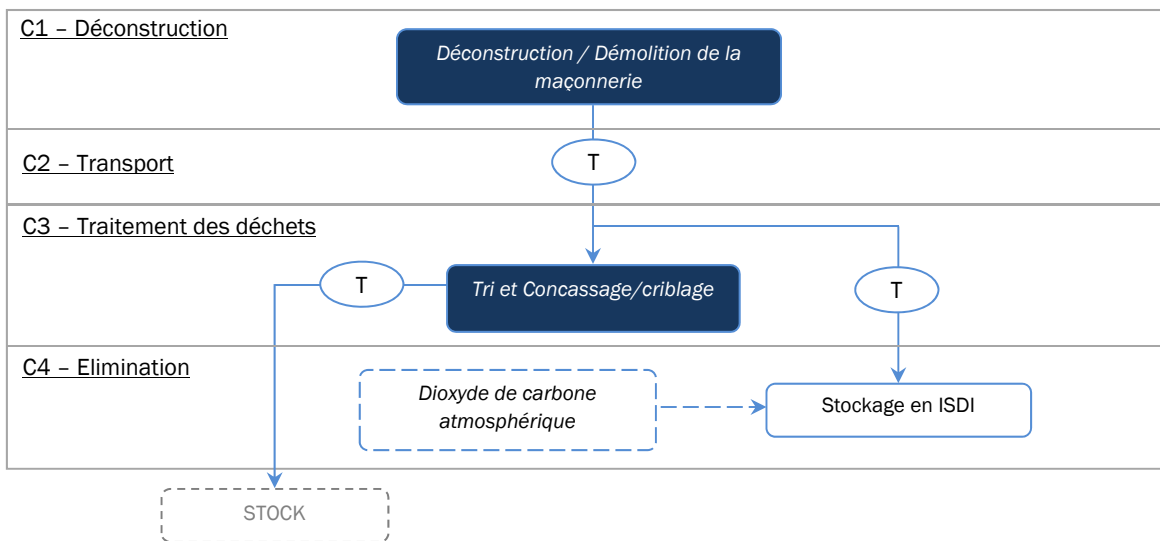 C1 – Déconstruction
Déconstruction / Démolition de la
maçonnerie
C2 – Transport
T
C3 – Traitement des déchets
T
Tri et Concassage/criblage
T
C4 – Elimination
Dioxyde de carbone
atmosphérique
Stockage en ISDI
STOCK